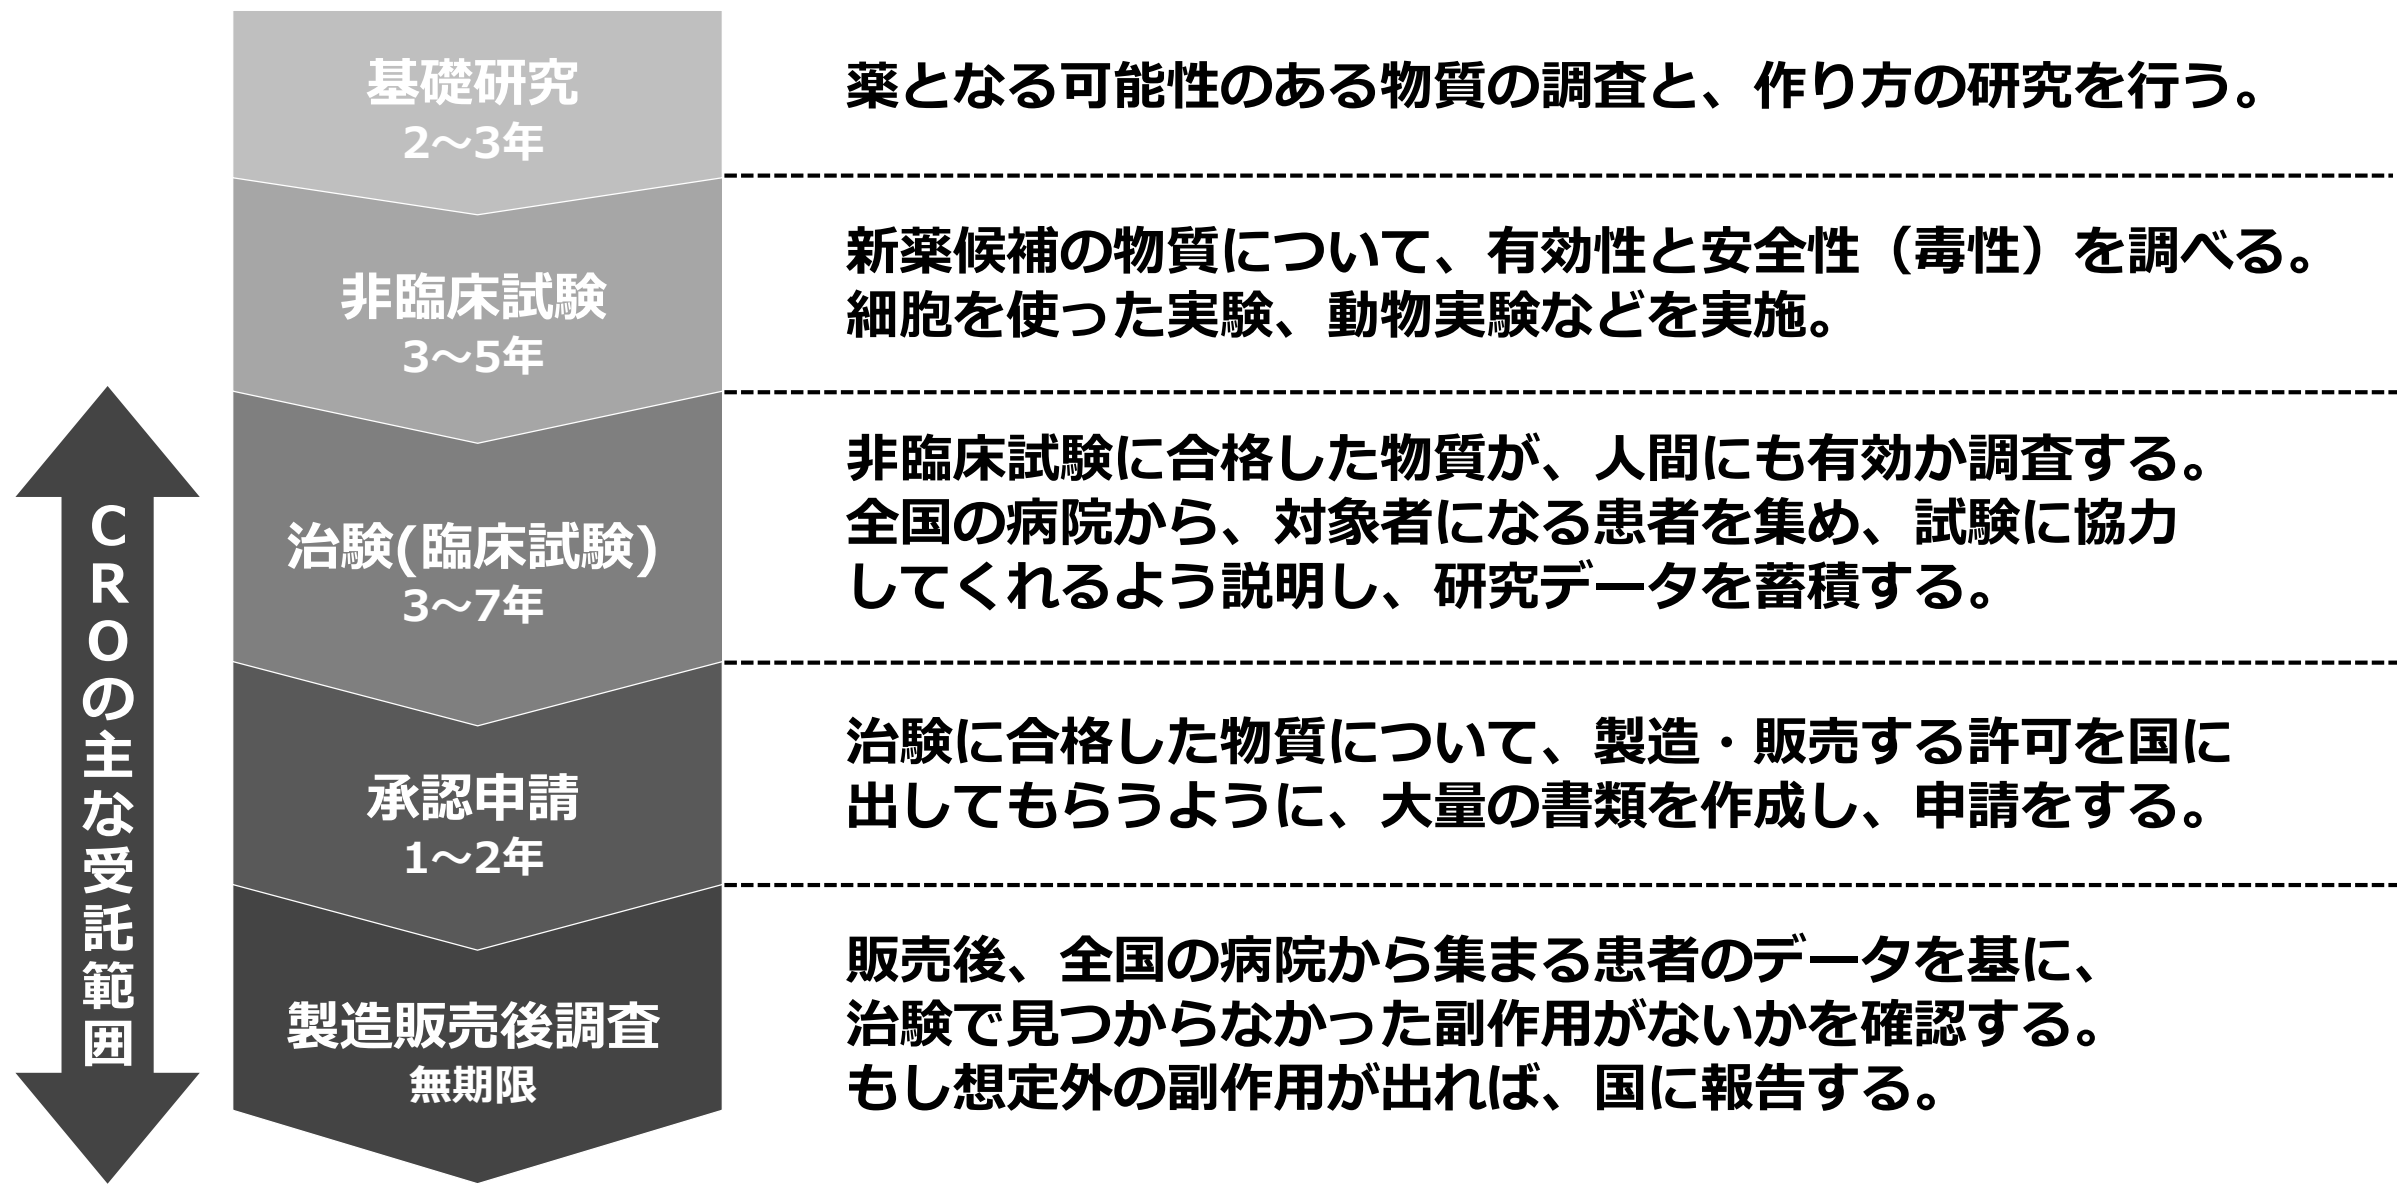 基礎研究
2～3年
薬となる可能性のある物質の調査と、作り方の研究を行う。
非臨床試験
3～5年
新薬候補の物質について、有効性と安全性（毒性）を調べる。
細胞を使った実験、動物実験などを実施。
CROの主な受託範囲
治験(臨床試験)
3～7年
非臨床試験に合格した物質が、人間にも有効か調査する。
全国の病院から、対象者になる患者を集め、試験に協力
してくれるよう説明し、研究データを蓄積する。
承認申請
1～2年
治験に合格した物質について、製造・販売する許可を国に
出してもらうように、大量の書類を作成し、申請をする。
製造販売後調査
無期限
販売後、全国の病院から集まる患者のデータを基に、
治験で見つからなかった副作用がないかを確認する。
もし想定外の副作用が出れば、国に報告する。